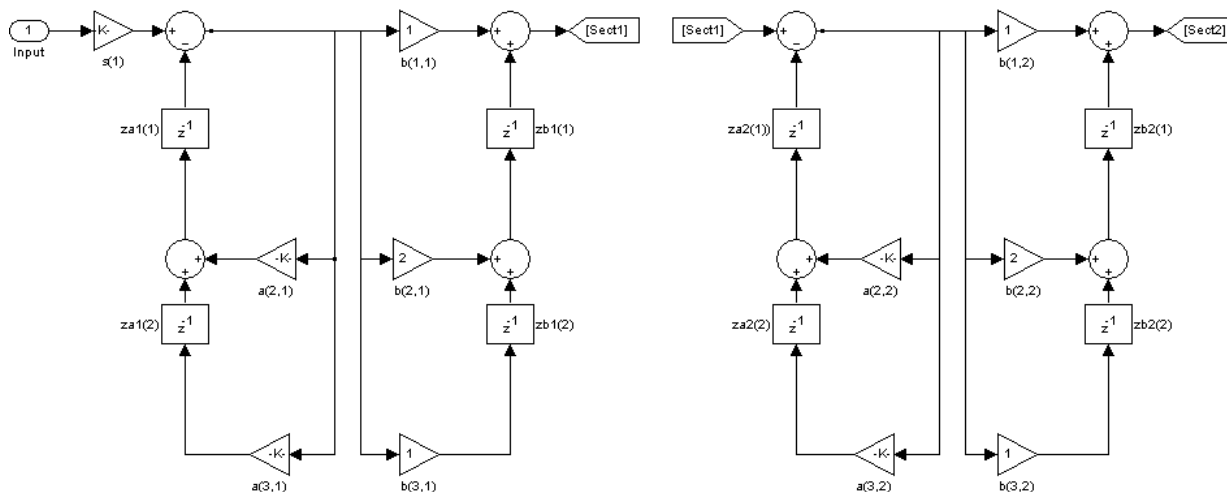 1
Input
K-
s(1)
+
−
1
b(1,1)
+
+
[Sect1]
za1(1)
z-1
z-1
zb1(1)
+
+
-K-
a(2,1)
2
b(2,1)
+
+
za1(2)
z-1
z-1
zb1(2)
-K-
a(3,1)
1
b(3,1)
[Sect1]
+
−
1
b(1,2)
+
+
[Sect2]
za2(1))
z-1
z-1
zb2(1)
+
+
-K-
a(2,2)
2
b(2,2)
+
+
za2(2)
z-1
z-1
zb2(2)
-K-
a(3,2)
1
b(3,2)